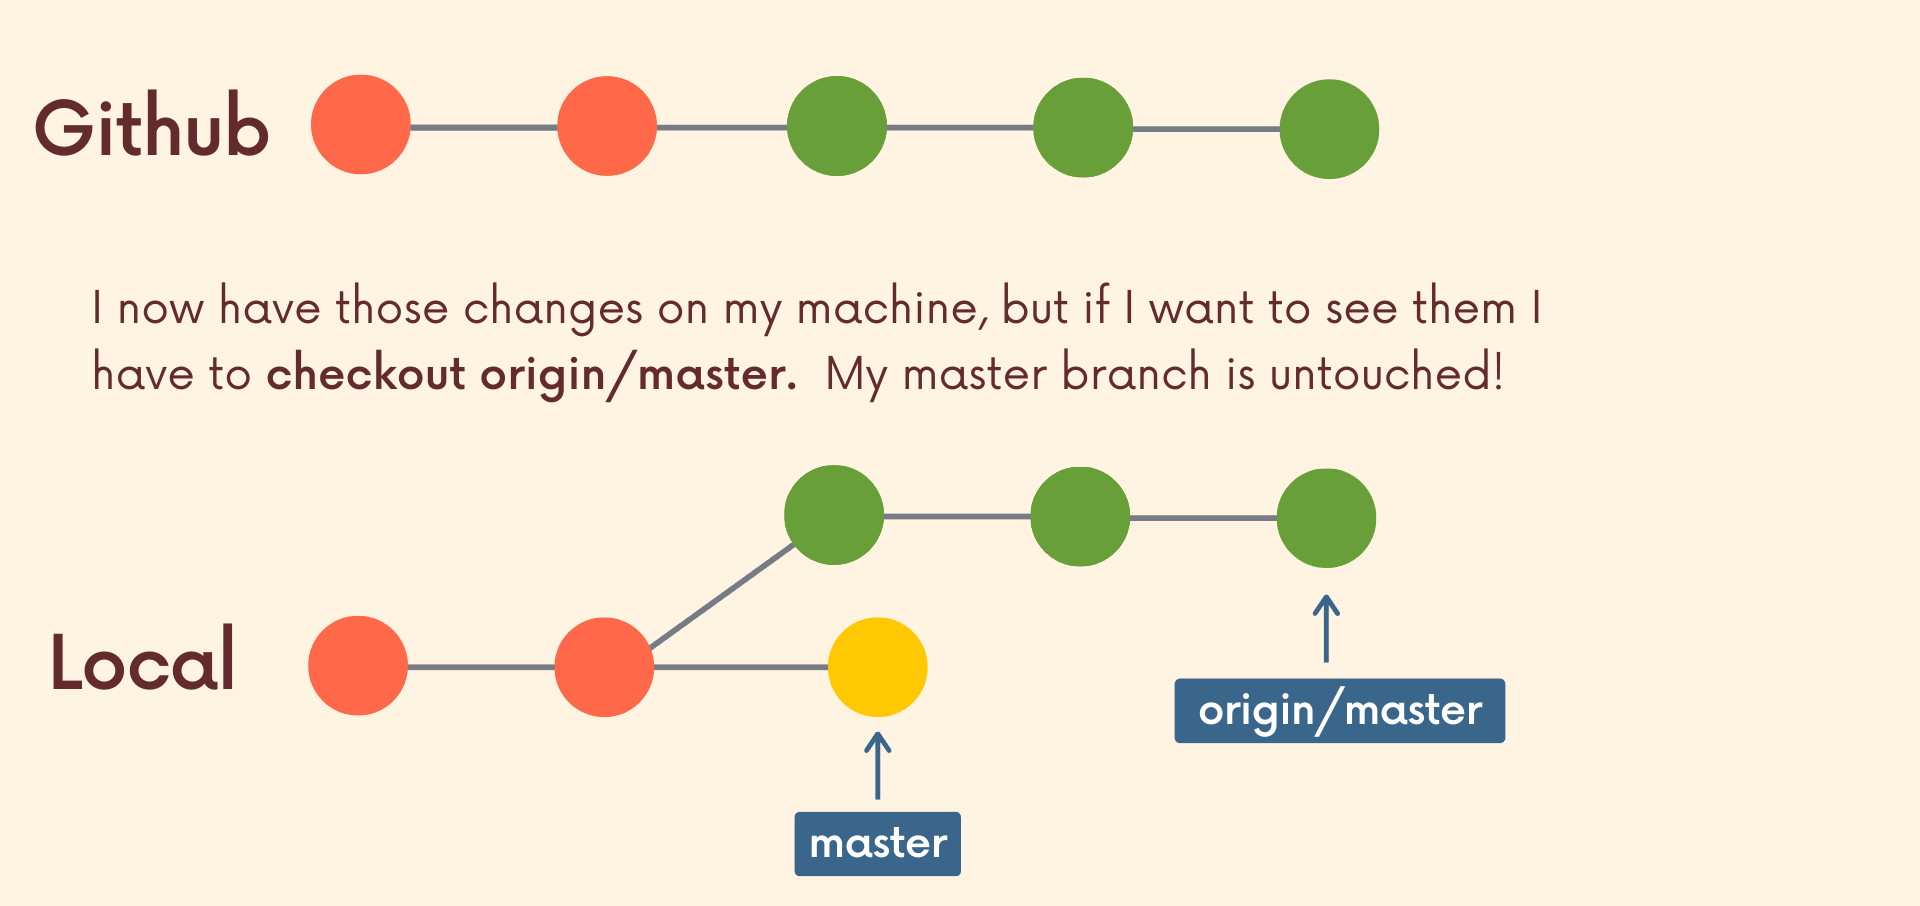 Github
I now have those changes on my machine, but if I want to see them I
have to checkout origin/master. My master branch is untouched!
Local
origin/master
master